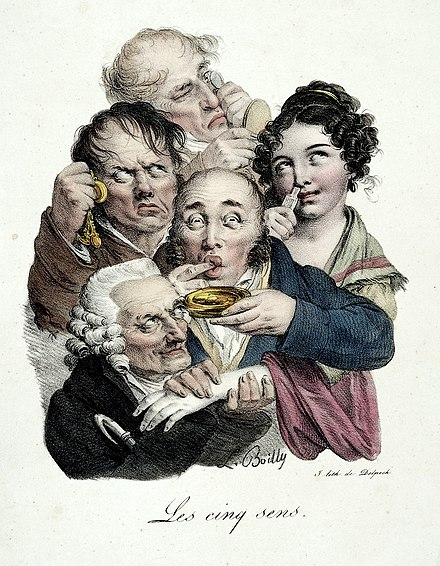 L. Boilly
I. lith. de Delpech
Les cinq sens.